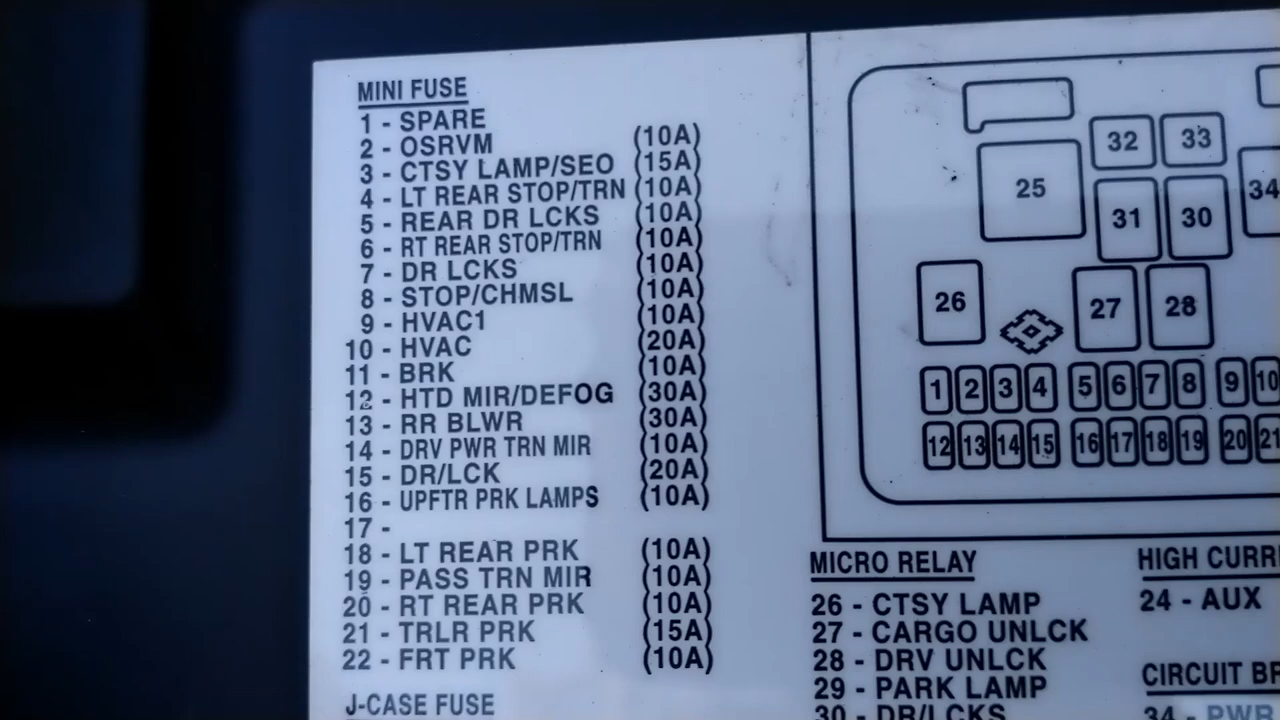 MINI FUSE
1 - SPARE
2 - OSRVM (10A)
3 - CTSY LAMP/SEO (15A)
4 - LT REAR STOP/TRN (10A)
5 - REAR DR LCKS (10A)
6 - RT REAR STOP/TRN (10A)
7 - DR LCKS (10A)
8 - STOP/CHMSL (10A)
9 - HVAC1 (10A)
10 - HVAC (20A)
11 - BRK (10A)
12 - HTD MIR/DEFOG (30A)
13 - RR BLWR (30A)
14 - DRV PWR TRN MIR (10A)
15 - DR/LCK (20A)
16 - UPFTR PRK LAMPS (10A)
17 -
18 - LT REAR PRK (10A)
19 - PASS TRN MIR (10A)
20 - RT REAR PRK (10A)
21 - TRLR PRK (15A)
22 - FRT PRK (10A)
J-CASE FUSE
32 33
25 34
31 30
26 27 28
1 2 3 4 5 6 7 8 9 10
12 13 14 15 16 17 18 19 20 21
MICRO RELAY
26 - CTSY LAMP
27 - CARGO UNLCK
28 - DRV UNLCK
29 - PARK LAMP
30 - DR/LCKS
HIGH CURR
24 - AUX
CIRCUIT BR
34 - PWR